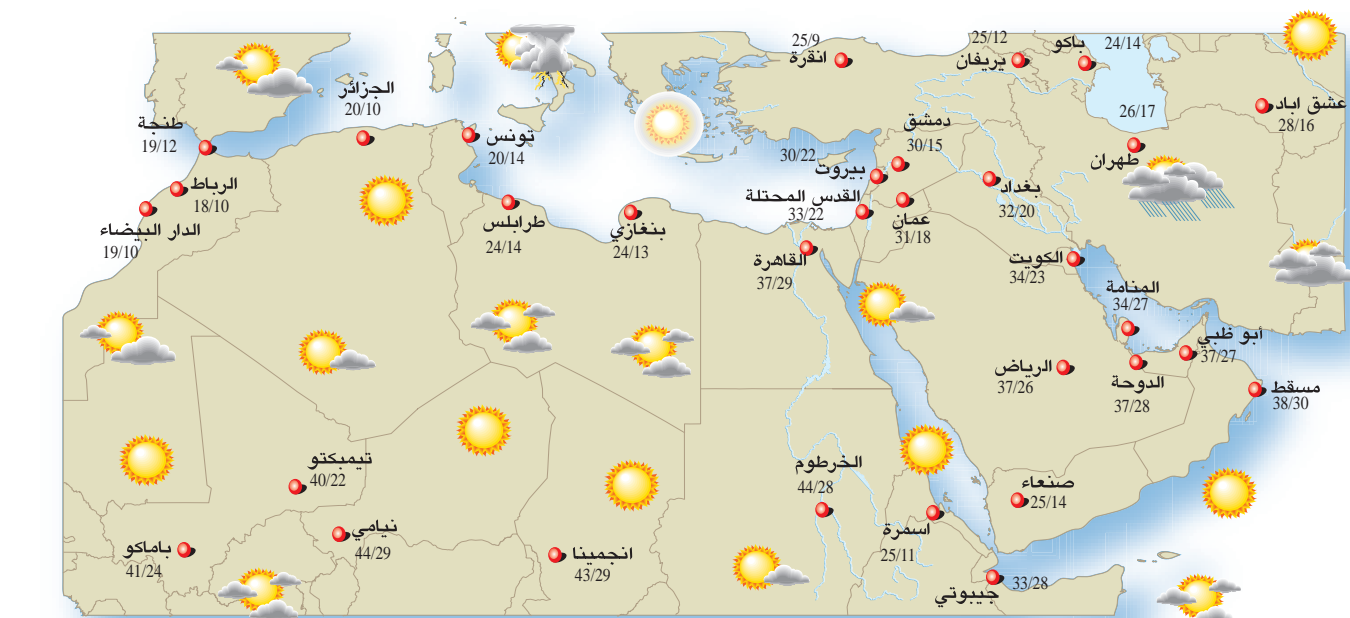 25/9
انقرة
25/12
يريفان
باكو
24/14
عشق اباد
28/16
26/17
طهران
دمشق
30/15
30/22
بيروت
القدس المحتلة
33/22
عمان
31/18
بغداد
32/20
القاهرة
37/29
الكويت
34/23
المنامة
34/27
أبو ظبي
37/27
الرياض
37/26
الدوحة
37/28
مسقط
38/30
صنعاء
25/14
الخرطوم
44/28
اسمرة
25/11
جيبوتي
33/28
الجزائر
20/10
طنجة
19/12
تونس
20/14
الرباط
18/10
الدار البيضاء
19/10
طرابلس
24/14
بنغازي
24/13
تيمبكتو
40/22
نيامي
44/29
باماكو
41/24
انجمينا
43/29